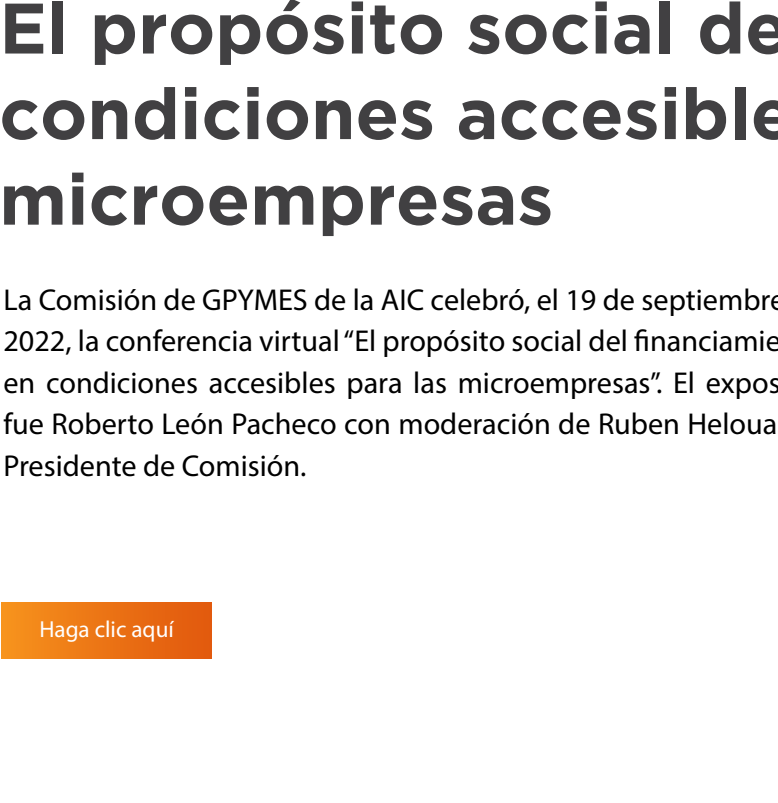 El propósito social de
condiciones accesible
microempresas
La Comisión de GPYMES de la AIC celebró, el 19 de septiembre
2022, la conferencia virtual “El propósito social del financiamie
en condiciones accesibles para las microempresas”. El expos
fue Roberto León Pacheco con moderación de Ruben Heloua
Presidente de Comisión.
Haga clic aquí